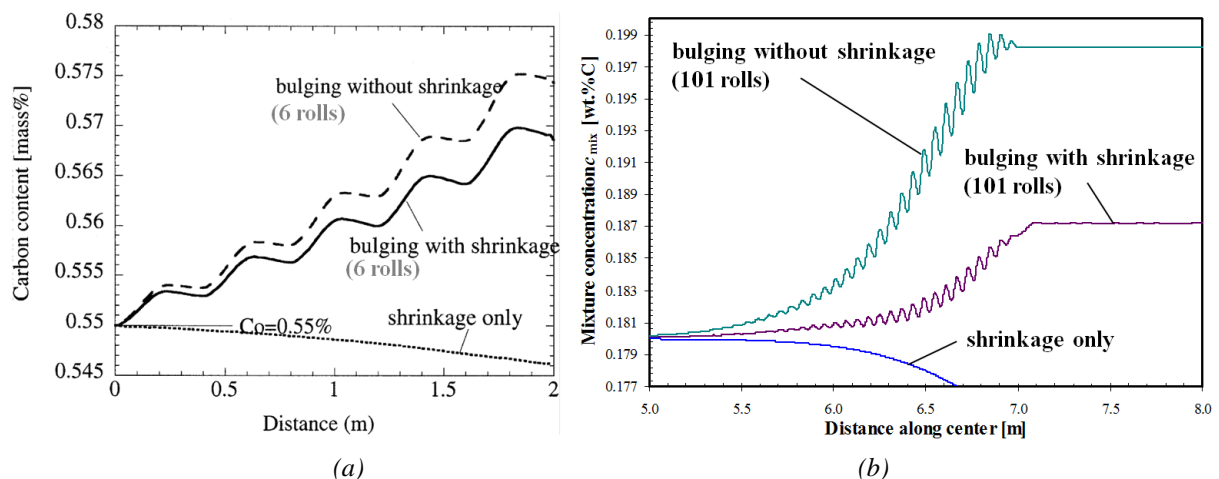 0.58
0.575
0.57
0.565
0.56
0.555
0.55
0.545
Carbon content [mass%]
bulging without shrinkage
(6 rolls)
bulging with shrinkage
(6 rolls)
Co=0.55%
shrinkage only
0
0.5
1
1.5
2
Distance (m)
(a)
0.199
0.197
0.195
0.193
0.191
0.189
0.187
0.185
0.183
0.181
0.179
0.177
Mixture concentration c mix [wt.%C]
bulging without shrinkage
(101 rolls)
bulging with shrinkage
(101 rolls)
shrinkage only
5.0
5.5
6.0
6.5
7.0
7.5
8.0
Distance along center [m]
(b)